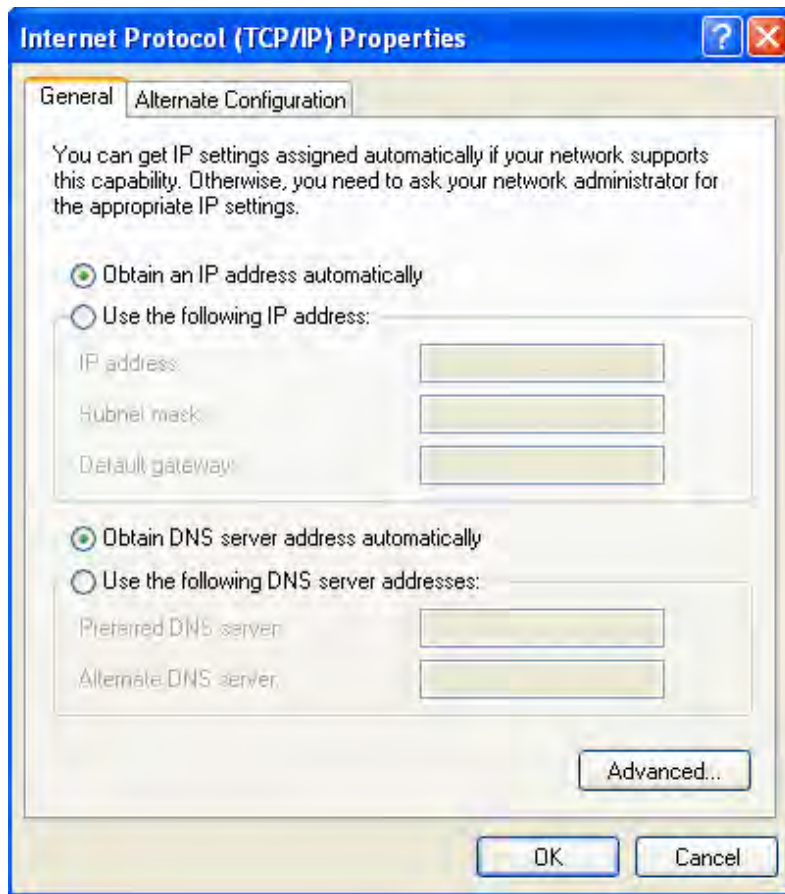 Internet Protocol (TCP/IP) Properties
General
Alternate Configuration
You can get IP settings assigned automatically if your network supports
this capability. Otherwise, you need to ask your network administrator for
the appropriate IP settings.
Obtain an IP address automatically
Use the following IP address:
IP address:
Subnet mask:
Default gateway:
Obtain DNS server address automatically
Use the following DNS server addresses:
Preferred DNS server:
Alternate DNS server:
Advanced...
OK
Cancel